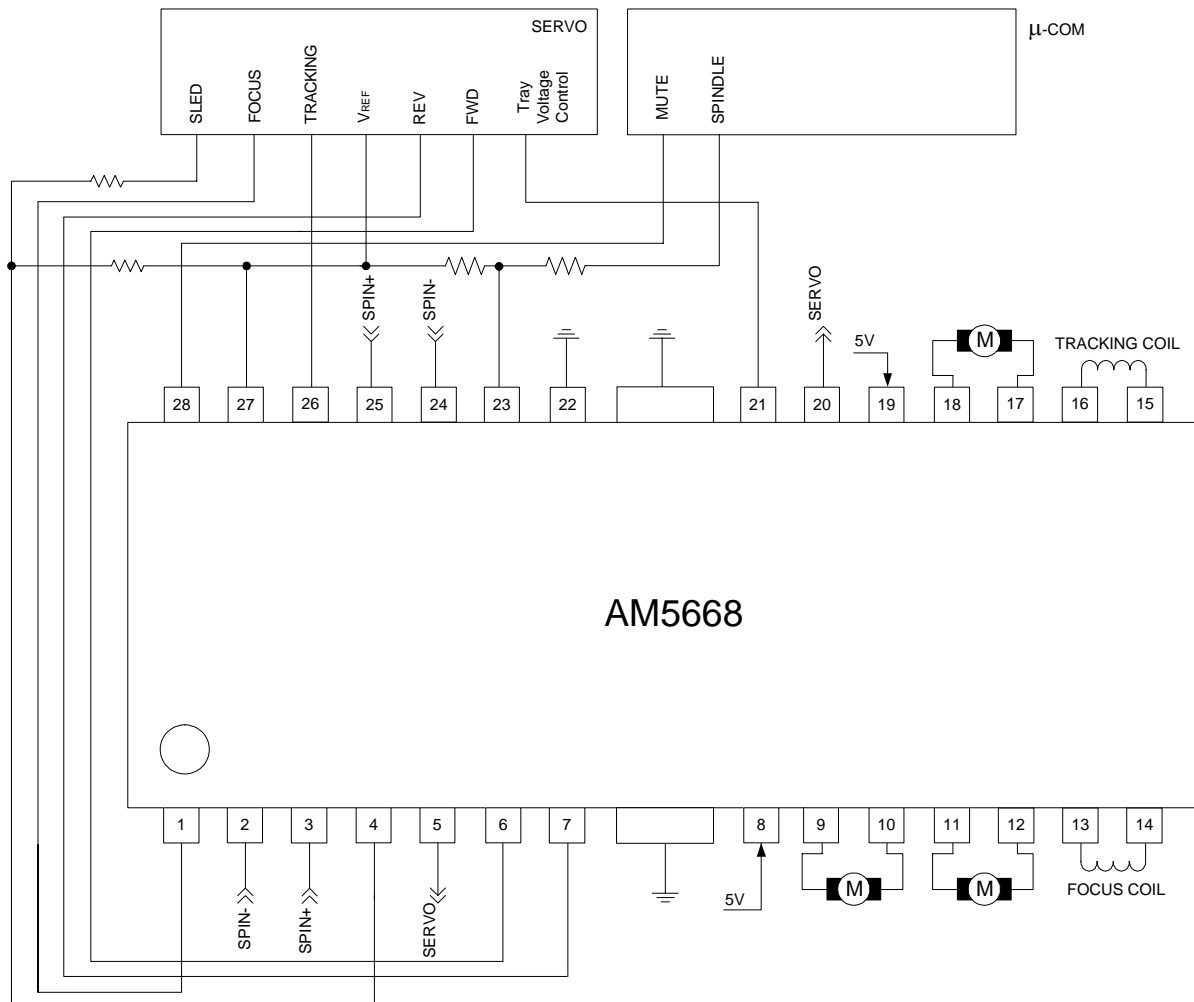 SERVO
μ-COM
SLED
FOCUS
TRACKING
VREF
REV
FWD
Tray
Voltage
Control
MUTE
SPINDLE
SPIN+
SPIN-
SERVO
5V
M
TRACKING COIL
28
27
26
25
24
23
22
21
20
19
18
17
16
15
AM5668
1
2
3
4
5
6
7
8
9
10
11
12
13
14
SPIN-
SPIN+
SERVO
5V
M
M
FOCUS COIL